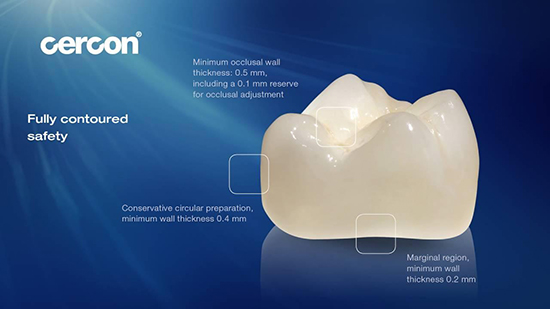 cercon®
Minimum occlusal wall
thickness: 0.5 mm,
including a 0.1 mm reserve
for occlusal adjustment
Fully contoured
safety
Conservative circular preparation,
minimum wall thickness 0.4 mm
Marginal region,
minimum wall
thickness 0.2 mm